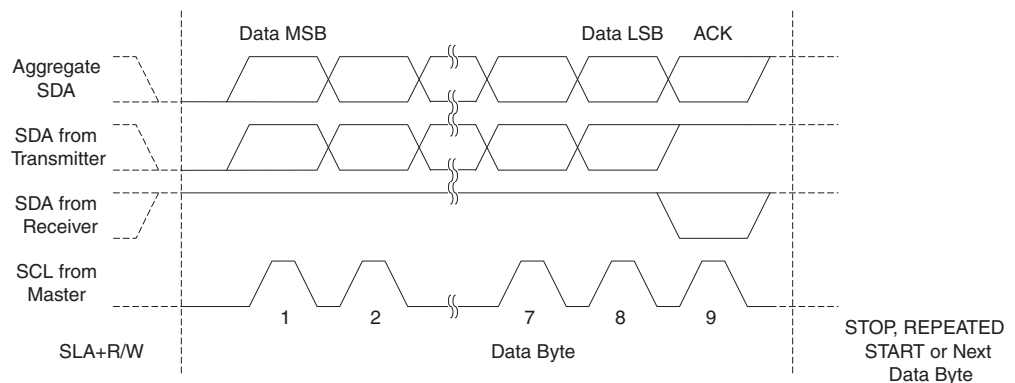 Data MSB
Data LSB
ACK
Aggregate
SDA
SDA from
Transmitter
SDA from
Receiver
SCL from
Master
1
2
7
8
9
SLA+R/W
Data Byte
STOP, REPEATED
START or Next
Data Byte